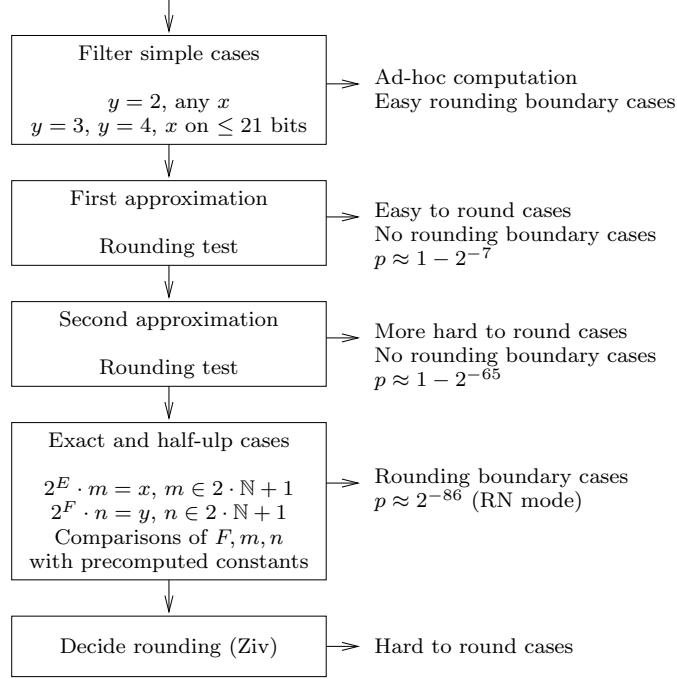 Filter simple cases
y = 2, any x
y = 3, y = 4, x on ≤ 21 bits
Ad-hoc computation
Easy rounding boundary cases
First approximation
Rounding test
Easy to round cases
No rounding boundary cases
p ≈ 1 − 2⁻⁷
Second approximation
Rounding test
More hard to round cases
No rounding boundary cases
p ≈ 1 − 2⁻⁶⁵
Exact and half-ulp cases
2ᴱ · m = x, m ∈ 2 · ℕ + 1
2ᶠ · n = y, n ∈ 2 · ℕ + 1
Comparisons of F, m, n
with precomputed constants
Rounding boundary cases
p ≈ 2⁻⁸⁶ (RN mode)
Decide rounding (Ziv)
Hard to round cases